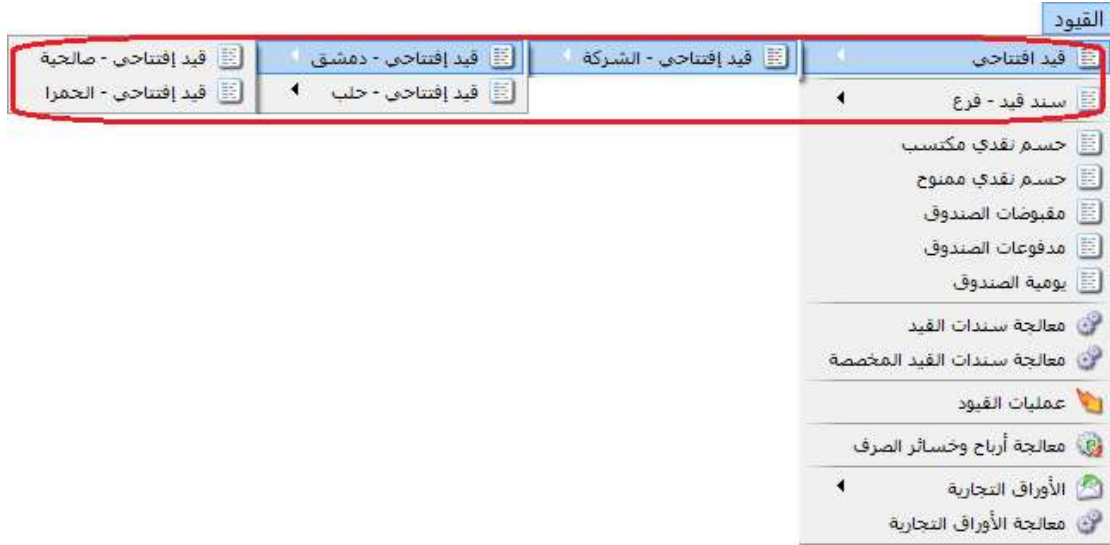 القيود
قيد افتتاحي
قيد إفتتاحي - الشركة
قيد إفتتاحي - دمشق
قيد إفتتاحي - صالحية
سند قيد - فرع
قيد إفتتاحي - حلب
قيد إفتتاحي - الحمرا
حسم نقدي مكتسب
حسم نقدي ممنوح
مقبوضات الصندوق
مدفوعات الصندوق
يومية الصندوق
معالجة سندات القيد
معالجة سندات القيد المخصصة
عمليات القيود
معالجة أرباح وخسائر الصرف
الأوراق التجارية
معالجة الأوراق التجارية